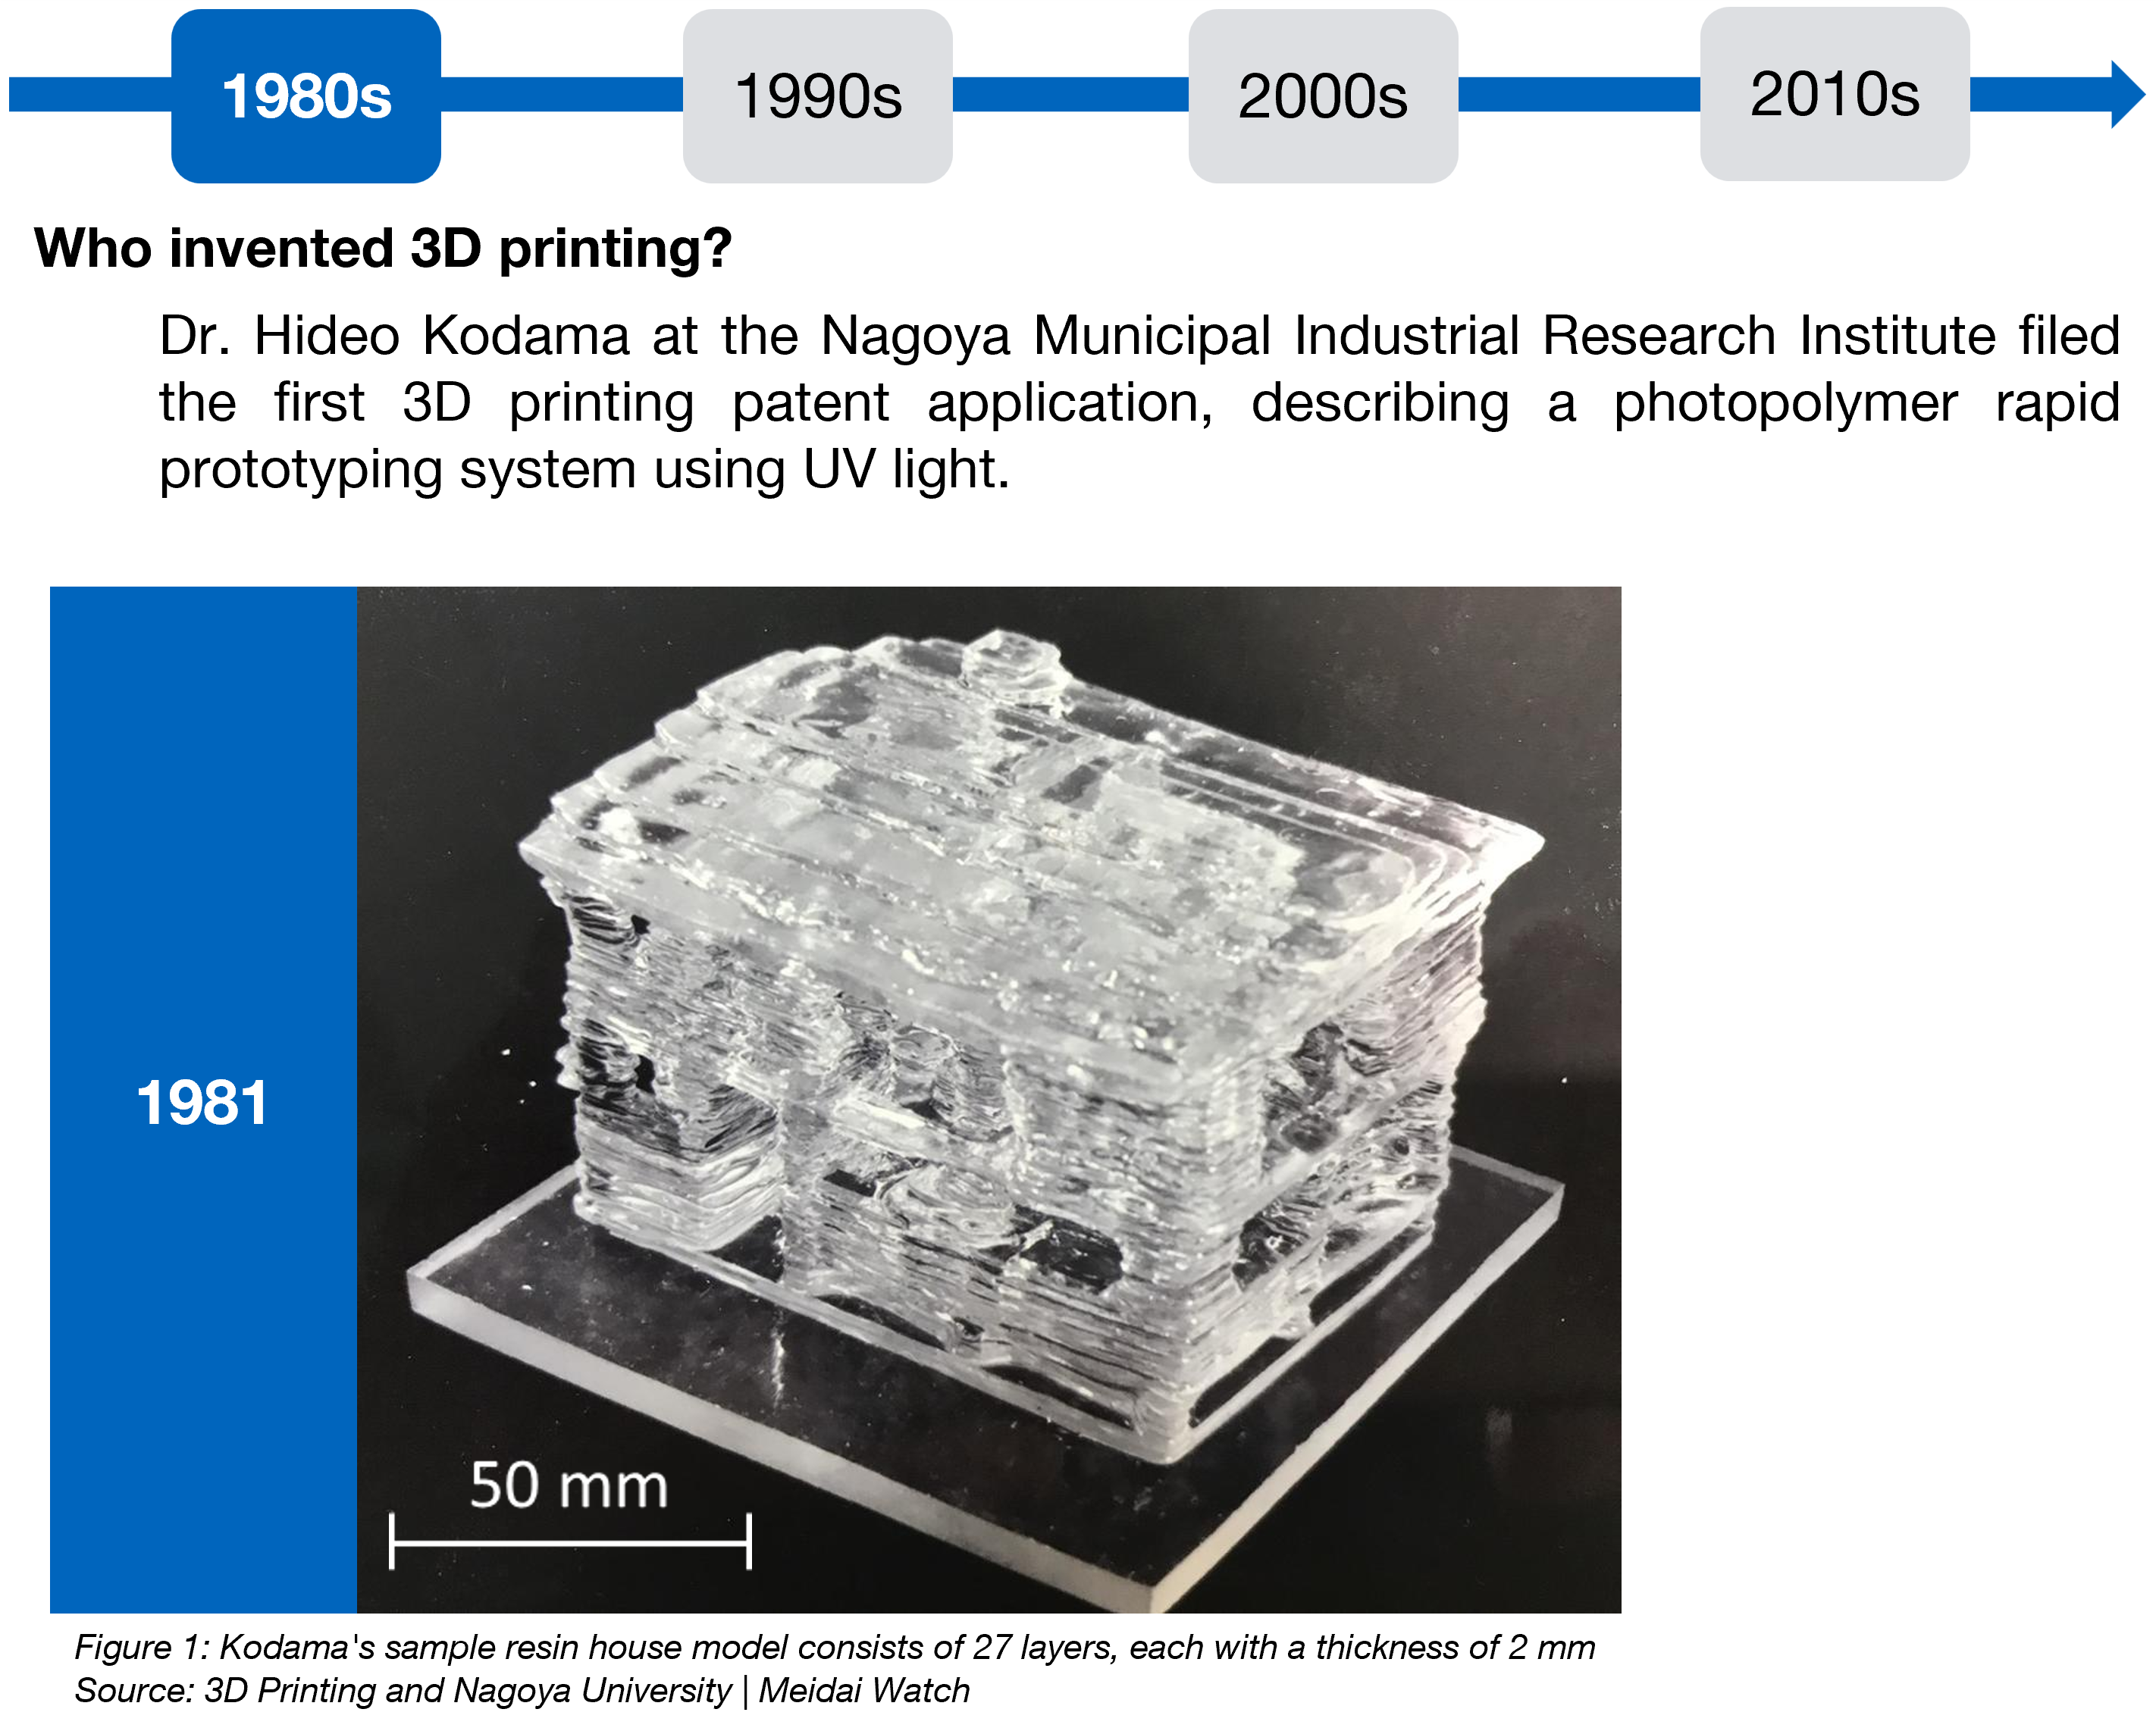 1980s
1990s
2000s
2010s
Who invented 3D printing?
Dr. Hideo Kodama at the Nagoya Municipal Industrial Research Institute filed
the first 3D printing patent application, describing a photopolymer rapid
prototyping system using UV light.
1981
50 mm
Figure 1: Kodama's sample resin house model consists of 27 layers, each with a thickness of 2 mm
Source: 3D Printing and Nagoya University | Meidai Watch